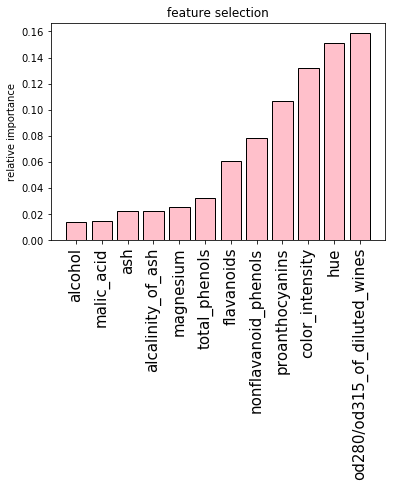 feature selection
relative importance
0.16
0.14
0.12
0.10
0.08
0.06
0.04
0.02
0.00
alcohol
malic_acid
ash
alcalinity_of_ash
magnesium
total_phenols
flavanoids
nonflavanoid_phenols
proanthocyanins
color_intensity
hue
od280/od315_of_diluted_wines